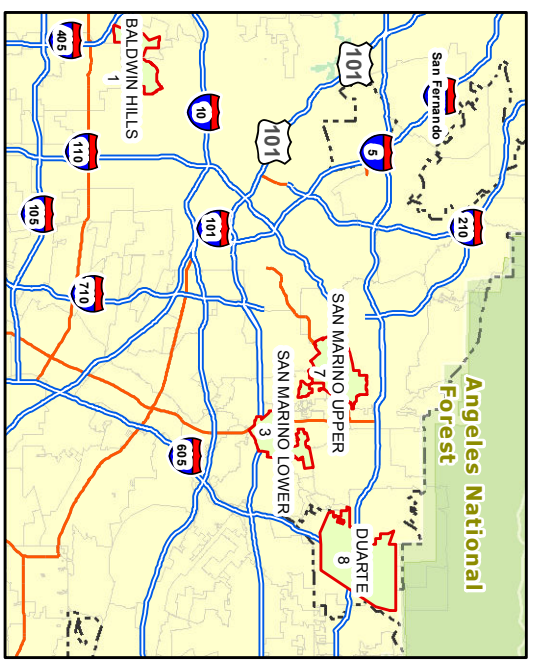 Angeles National
Forest
San Fernando
210
5
101
101
10
101
405
110
105
710
605
BALDWIN HILLS
1
SAN MARINO UPPER
7
SAN MARINO LOWER
3
DUARTE
8